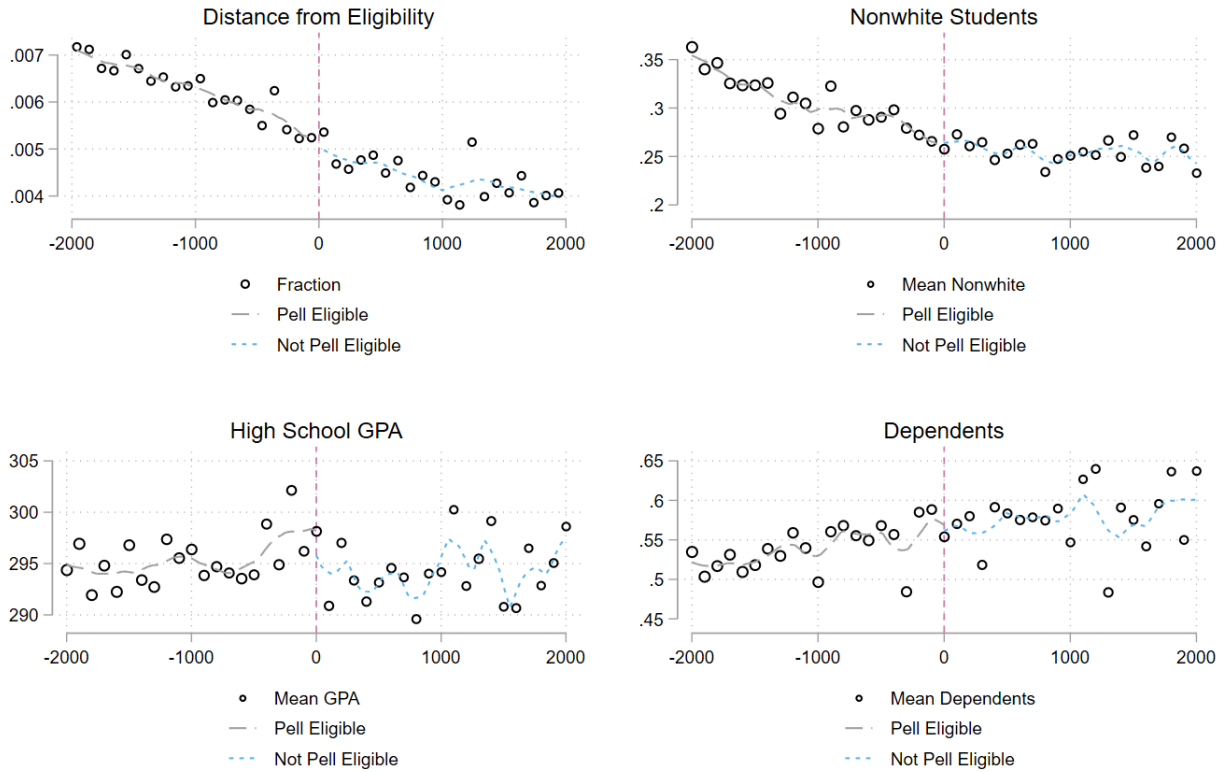 Distance from Eligibility
.007
.006
.005
.004
-2000 -1000 0 1000 2000
Fraction
Pell Eligible
Not Pell Eligible
Nonwhite Students
.35
.3
.25
.2
-2000 -1000 0 1000 2000
Mean Nonwhite
Pell Eligible
Not Pell Eligible
High School GPA
305
300
295
290
-2000 -1000 0 1000 2000
Mean GPA
Pell Eligible
Not Pell Eligible
Dependents
.65
.6
.55
.5
.45
-2000 -1000 0 1000 2000
Mean Dependents
Pell Eligible
Not Pell Eligible